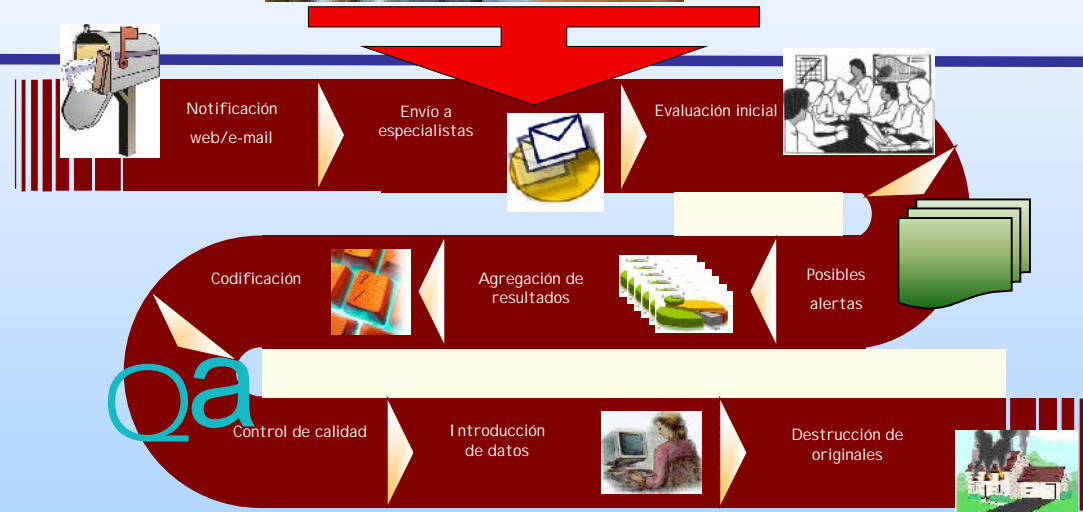 Notificación
web/e-mail
Envío a
especialistas
Evaluación inicial
Posibles
alertas
Agregación de
resultados
Codificación
Qa
Control de calidad
Introducción
de datos
Destrucción de
originales